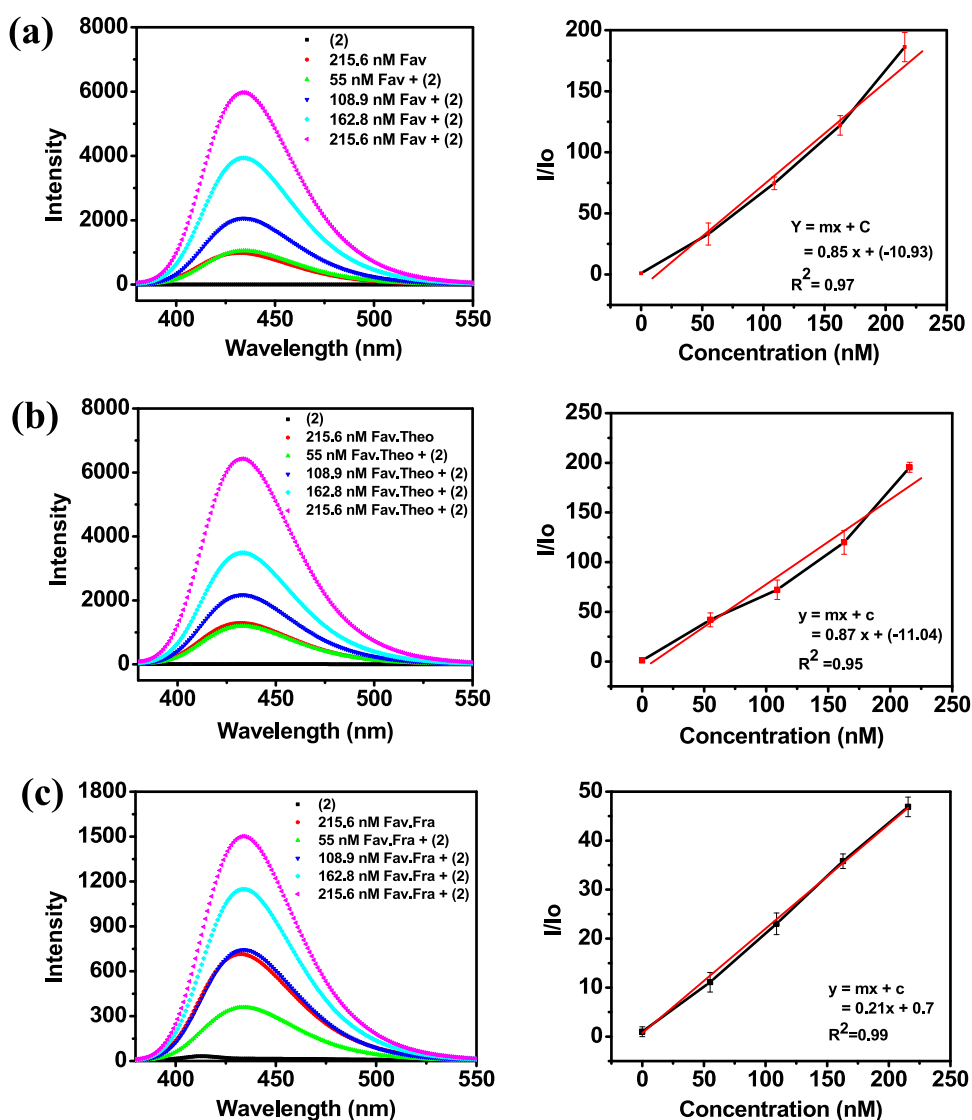 (a)
8000
6000
4000
2000
0
Intensity
400 450 500 550
Wavelength (nm)
(2)
215.6 nM Fav
55 nM Fav + (2)
108.9 nM Fav + (2)
162.8 nM Fav + (2)
215.6 nM Fav + (2)
200
150
100
50
0
I/Io
0 50 100 150 200 250
Concentration (nM)
Y = mx + C
= 0.85 x + (-10.93)
R2 = 0.97
(b)
8000
6000
4000
2000
0
Intensity
400 450 500 550
Wavelength (nm)
(2)
215.6 nM Fav.Theo
55 nM Fav.Theo + (2)
108.9 nM Fav.Theo + (2)
162.8 nM Fav.Theo + (2)
215.6 nM Fav.Theo + (2)
250
200
150
100
50
0
I/Io
0 50 100 150 200 250
Concentration (nM)
y = mx + c
= 0.87 x + (-11.04)
R2 =0.95
(c)
1800
1500
1200
900
600
300
0
Intensity
400 450 500 550
Wavelength (nm)
(2)
215.6 nM Fav.Fra
55 nM Fav.Fra + (2)
108.9 nM Fav.Fra + (2)
162.8 nM Fav.Fra + (2)
215.6 nM Fav.Fra + (2)
50
40
30
20
10
0
I/Io
0 50 100 150 200 250
Concentration (nM)
y = mx + c
= 0.21x + 0.7
R2=0.99